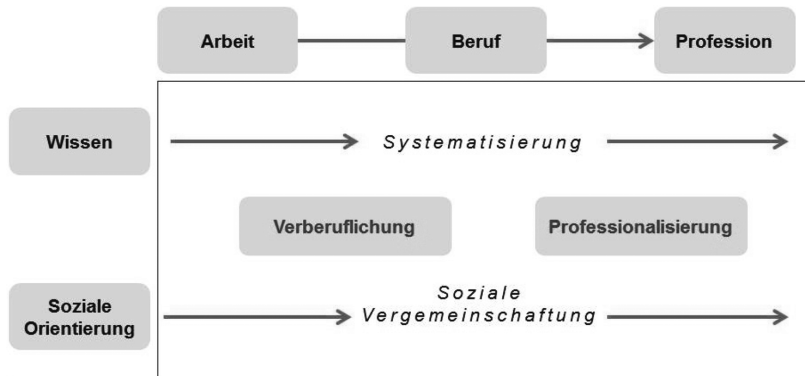 Arbeit
Beruf
Profession
Wissen
Systematisierung
Verberuflichung
Professionalisierung
Soziale
Orientierung
Soziale
Vergemeinschaftung